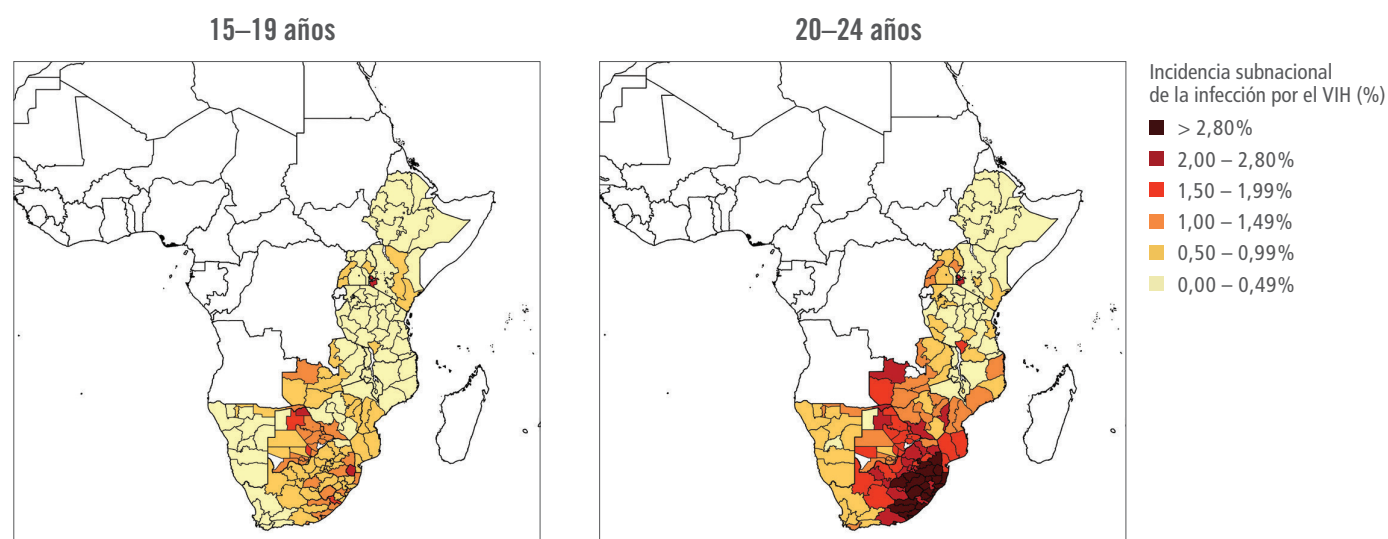 15–19 años
20–24 años
Incidencia subnacional
de la infección por el VIH (%)
> 2,80%
2,00 – 2,80%
1,50 – 1,99%
1,00 – 1,49%
0,50 – 0,99%
0,00 – 0,49%